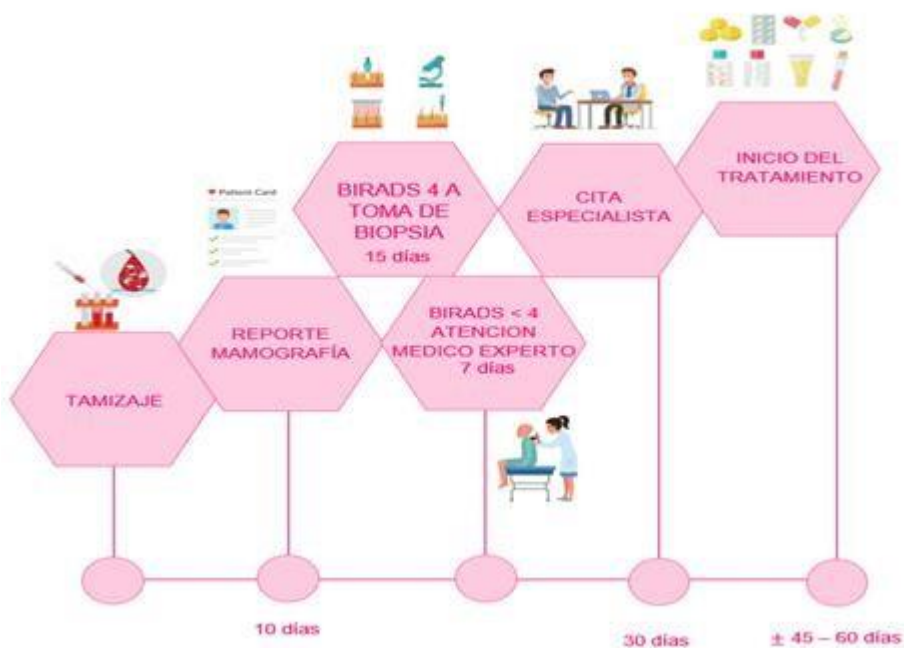 TAMIZAJE
Patient Card
REPORTE
MAMOGRAFÍA
BIRADS 4 A
TOMA DE
BIOPSIA
15 días
BIRADS < 4
ATENCION
MEDICO EXPERTO
7 días
CITA
ESPECIALISTA
INICIO DEL
TRATAMIENTO
10 días
30 días
± 45 – 60 días